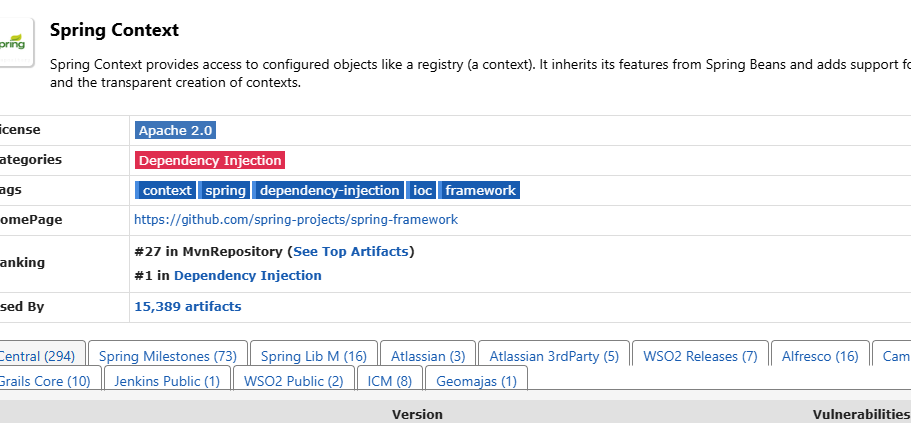 Spring Context
pring
Spring Context provides access to configured objects like a registry (a context). It inherits its features from Spring Beans and adds support fo
and the transparent creation of contexts.
icense Apache 2.0
ategories Dependency Injection
ags context spring dependency-injection ioc framework
omePage https://github.com/spring-projects/spring-framework
anking #27 in MvnRepository (See Top Artifacts)
#1 in Dependency Injection
sed By 15,389 artifacts
Central (294) Spring Milestones (73) Spring Lib M (16) Atlassian (3) Atlassian 3rdParty (5) WSO2 Releases (7) Alfresco (16) Cam
Grails Core (10) Jenkins Public (1) WSO2 Public (2) ICM (8) Geomajas (1)
Version Vulnerabilities